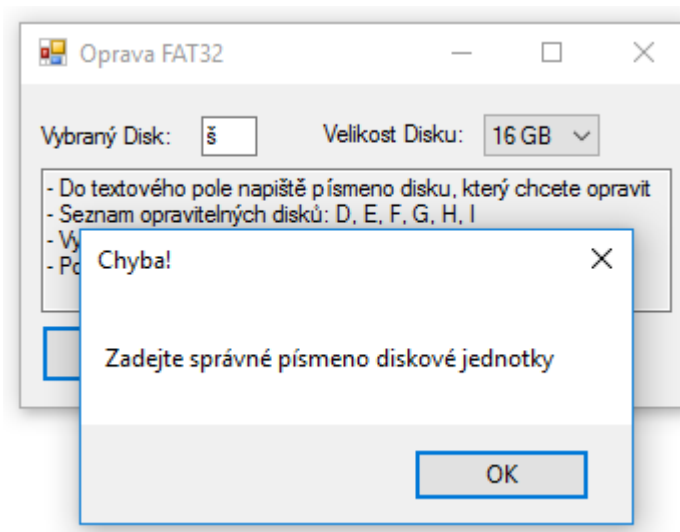 Oprava FAT32
Vybraný Disk: š Velikost Disku: 16 GB
- Do textového pole napiště písmeno disku, který chcete opravit
- Seznam opravitelných disků: D, E, F, G, H, I
Chyba!
Zadejte správné písmeno diskové jednotky
OK